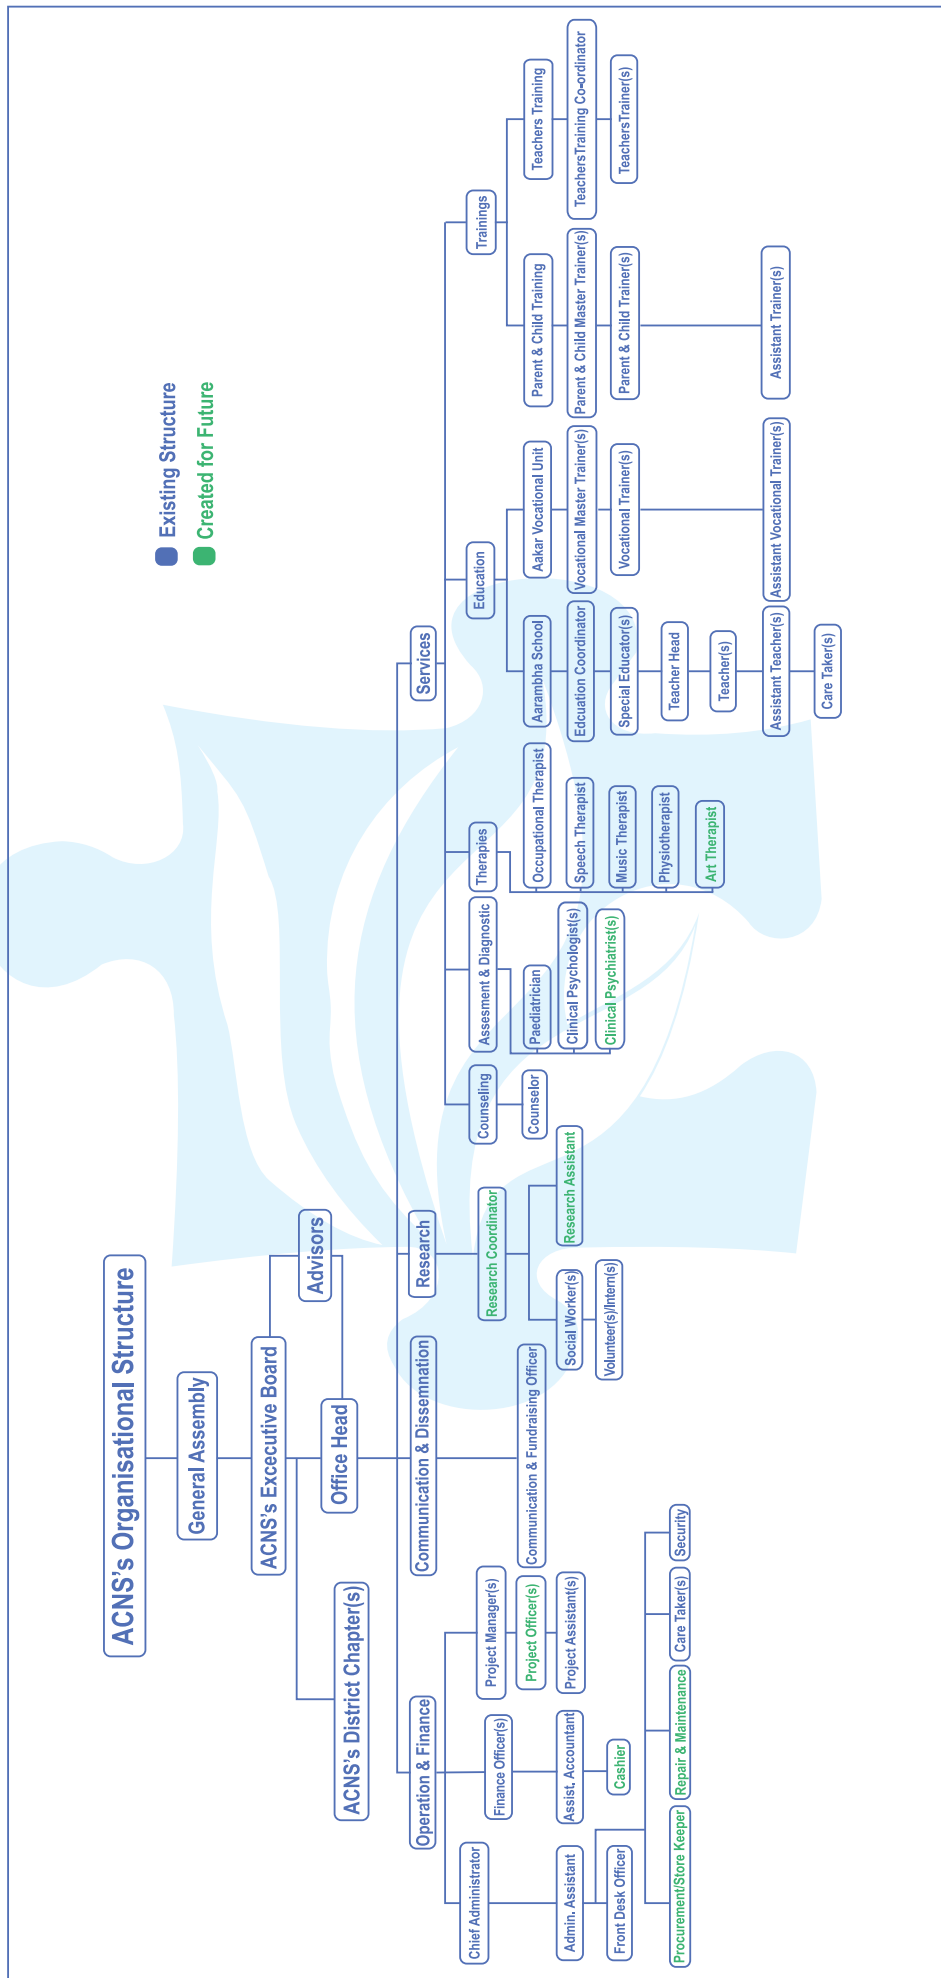 ACNS's Organisational Structure
General Assembly
ACNS's Excecutive Board
Advisors
Office Head
ACNS's District Chapter(s)
Existing Structure
Created for Future
Operation & Finance
Communication & Dissemnation
Research
Services
Chief Administrator
Finance Officer(s)
Project Manager(s)
Project Officer(s)
Project Assistant(s)
Admin. Assistant
Assist. Accountant
Front Desk Officer
Cashier
Procurement/Store Keeper
Repair & Maintenance
Care Taker(s)
Security
Communication & Fundraising Officer
Research Coordinator
Social Worker(s)
Research Assistant
Volunteer(s)/Intern(s)
Counseling
Counselor
Assesment & Diagnostic
Paediatrician
Clinical Psychologist(s)
Clinical Psychiatrist(s)
Therapies
Occupational Therapist
Speech Therapist
Music Therapist
Physiotherapist
Art Therapist
Education
Aarambha School
Edcuation Coordinator
Special Educator(s)
Teacher Head
Teacher(s)
Assistant Teacher(s)
Care Taker(s)
Aakar Vocational Unit
Vocational Master Trainer(s)
Vocational Trainer(s)
Assistant Vocational Trainer(s)
Trainings
Parent & Child Training
Parent & Child Master Trainer(s)
Parent & Child Trainer(s)
Assistant Trainer(s)
Teachers Training
TeachersTraining Co-ordinator
TeachersTrainer(s)